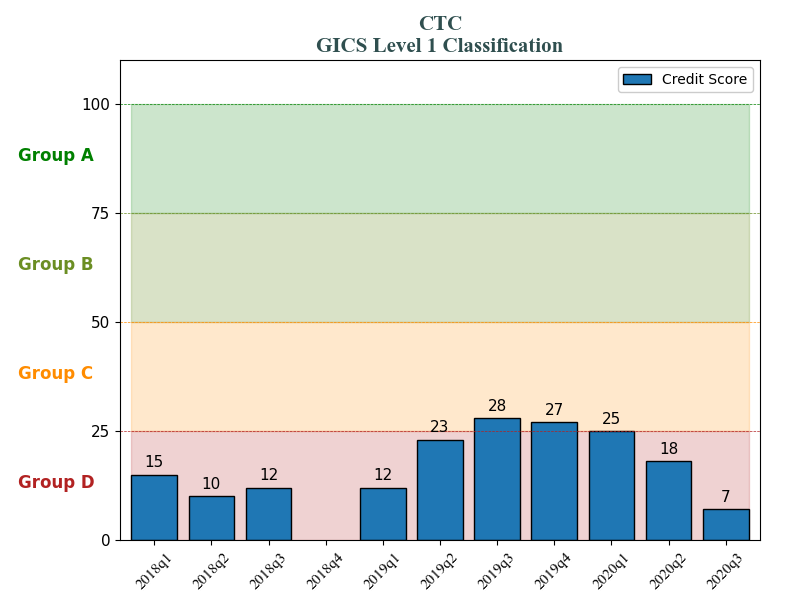 CTC
GICS Level 1 Classification
Credit Score
100
Group A
75
Group B
50
Group C
25
Group D
0
15
10
12
12
23
28
27
25
18
7
2018q1
2018q2
2018q3
2018q4
2019q1
2019q2
2019q3
2019q4
2020q1
2020q2
2020q3